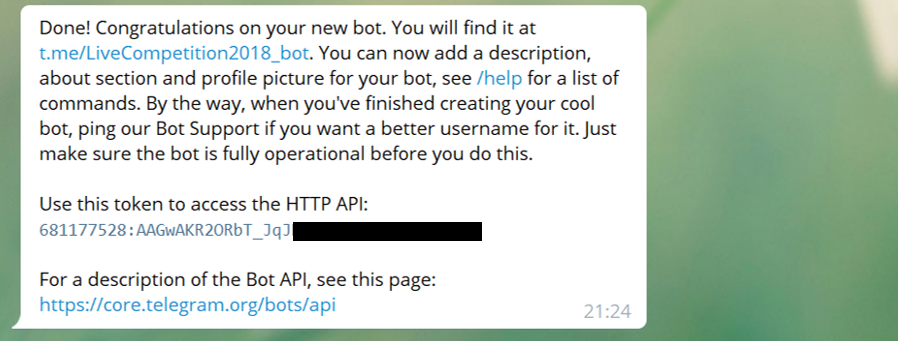 Done! Congratulations on your new bot. You will find it at
t.me/LiveCompetition2018_bot. You can now add a description,
about section and profile picture for your bot, see /help for a list of
commands. By the way, when you've finished creating your cool
bot, ping our Bot Support if you want a better username for it. Just
make sure the bot is fully operational before you do this.
Use this token to access the HTTP API:
681177528:AAGwAKR2ORbT_JqJ
For a description of the Bot API, see this page:
https://core.telegram.org/bots/api
21:24